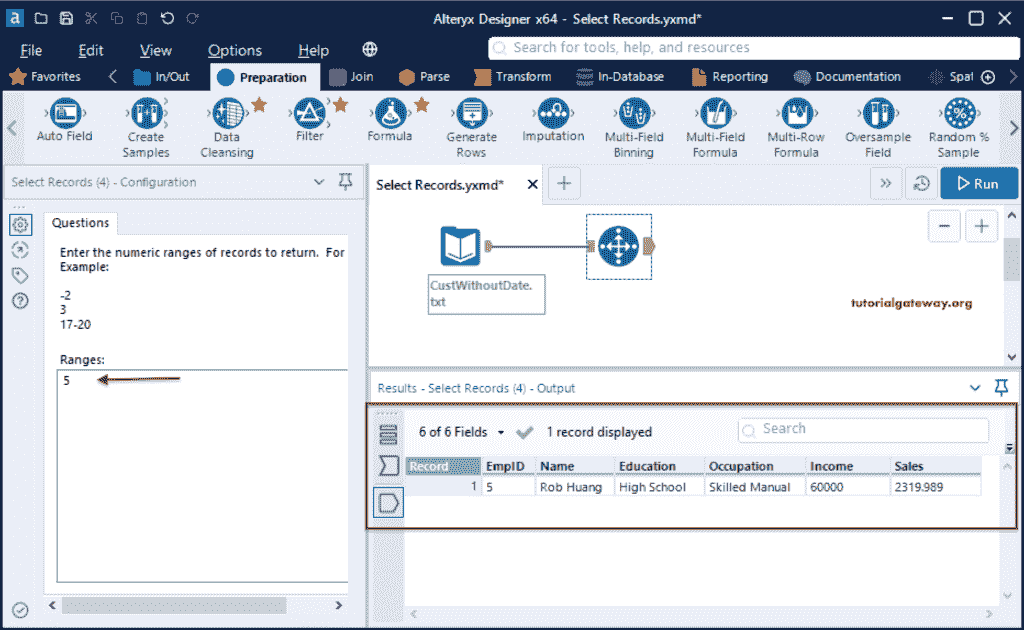 a
Alteryx Designer x64 - Select Records.yxmd*
File Edit View Options Help
Search for tools, help, and resources
Favorites In/Out Preparation Join Parse Transform In-Database Reporting Documentation Spat
Auto Field
Create Samples
Data Cleansing
Filter
Formula
Generate Rows
Imputation
Multi-Field Binning
Multi-Field Formula
Multi-Row Formula
Oversample Field
Random % Sample
Select Records (4) - Configuration
Select Records.yxmd*
Run
Questions
Enter the numeric ranges of records to return. For
Example:
-2
3
17-20
Ranges:
5
CustWithoutDate.
txt
tutorialgateway.org
Results - Select Records (4) - Output
6 of 6 Fields 1 record displayed Search
Record EmpID Name Education Occupation Income Sales
1 5 Rob Huang High School Skilled Manual 60000 2319.989